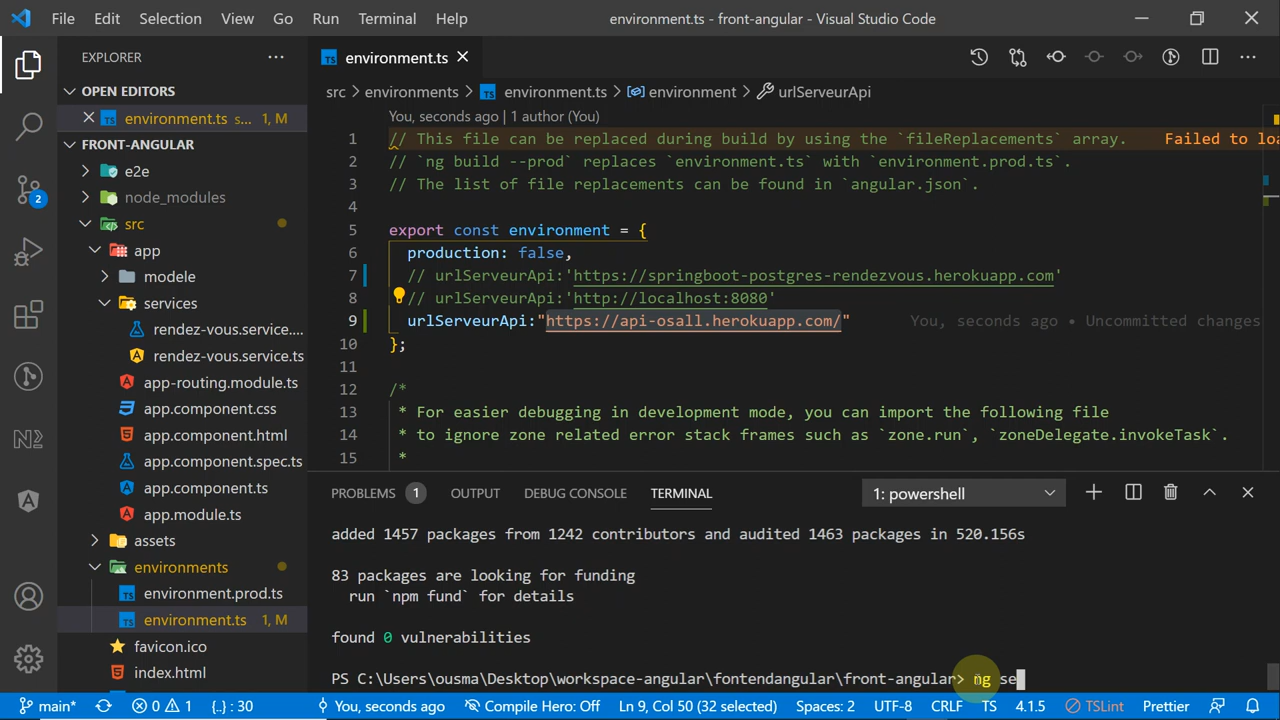 File Edit Selection View Go Run Terminal Help
environment.ts - front-angular - Visual Studio Code
EXPLORER
OPEN EDITORS
environment.ts s... 1, M
FRONT-ANGULAR
e2e
node_modules
src
app
modele
services
rendez-vous.service....
rendez-vous.service.ts
app-routing.module.ts
app.component.css
app.component.html
app.component.spec.ts
app.component.ts
app.module.ts
assets
environments
environment.prod.ts
environment.ts 1, M
favicon.ico
index.html
environment.ts
src > environments > environment.ts > environment > urlServeurApi
You, seconds ago | 1 author (You)
1 // This file can be replaced during build by using the `fileReplacements` array. Failed to loa
2 // `ng build --prod` replaces `environment.ts` with `environment.prod.ts`.
3 // The list of file replacements can be found in `angular.json`.
4
5 export const environment = {
6 production: false,
7 // urlServeurApi:'https://springboot-postgres-rendezvous.herokuapp.com'
8 // urlServeurApi:'http://localhost:8080'
9 urlServeurApi:"https://api-osall.herokuapp.com/" You, seconds ago • Uncommitted changes
10 };
11
12 /*
13 * For easier debugging in development mode, you can import the following file
14 * to ignore zone related error stack frames such as `zone.run`, `zoneDelegate.invokeTask`.
15 *
PROBLEMS 1 OUTPUT DEBUG CONSOLE TERMINAL 1: powershell
added 1457 packages from 1242 contributors and audited 1463 packages in 520.156s
83 packages are looking for funding
run `npm fund` for details
found 0 vulnerabilities
PS C:\Users\ousma\Desktop\workspace-angular\fontendangular\front-angular> ng se
2
main* 0 1 {..} : 30 You, seconds ago Compile Hero: Off Ln 9, Col 50 (32 selected) Spaces: 2 UTF-8 CRLF TS 4.1.5 TSLint Prettier